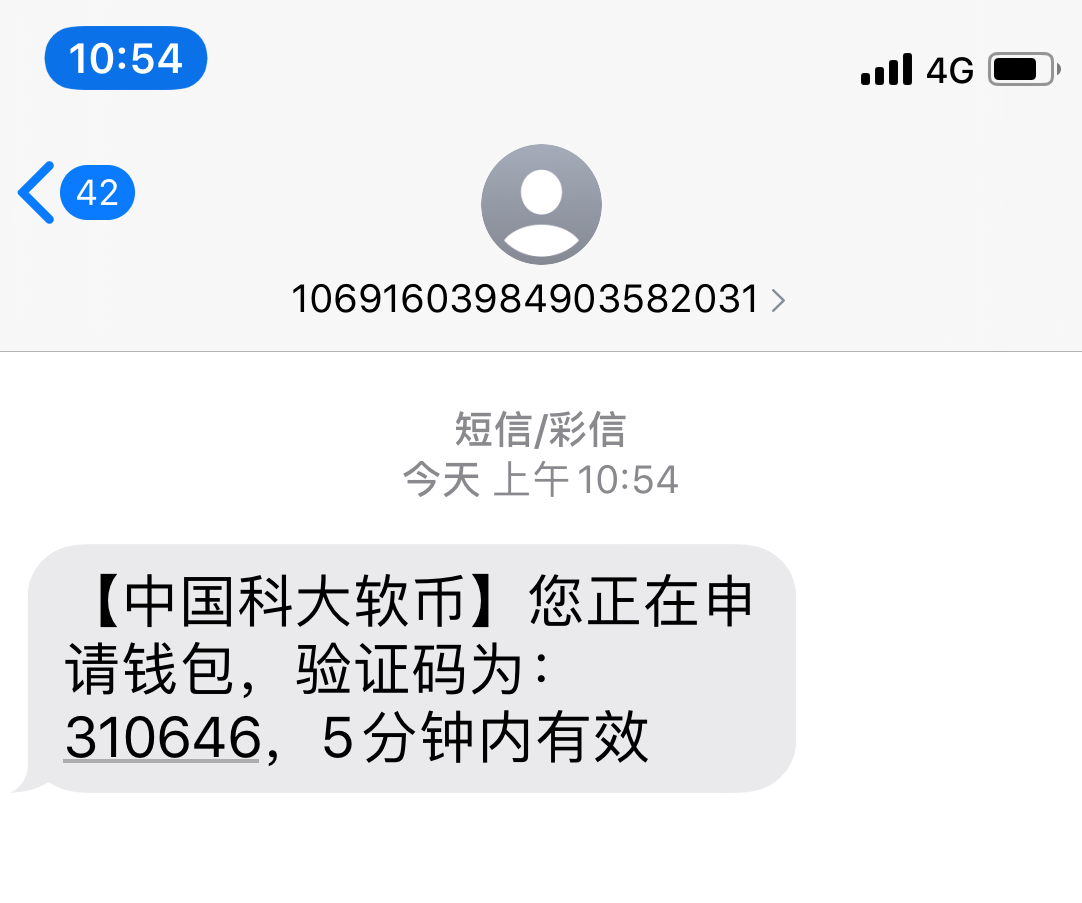 10:54
4G
42
10691603984903582031
短信/彩信
今天 上午 10:54
【中国科大软币】您正在申
请钱包，验证码为：
310646，5分钟内有效